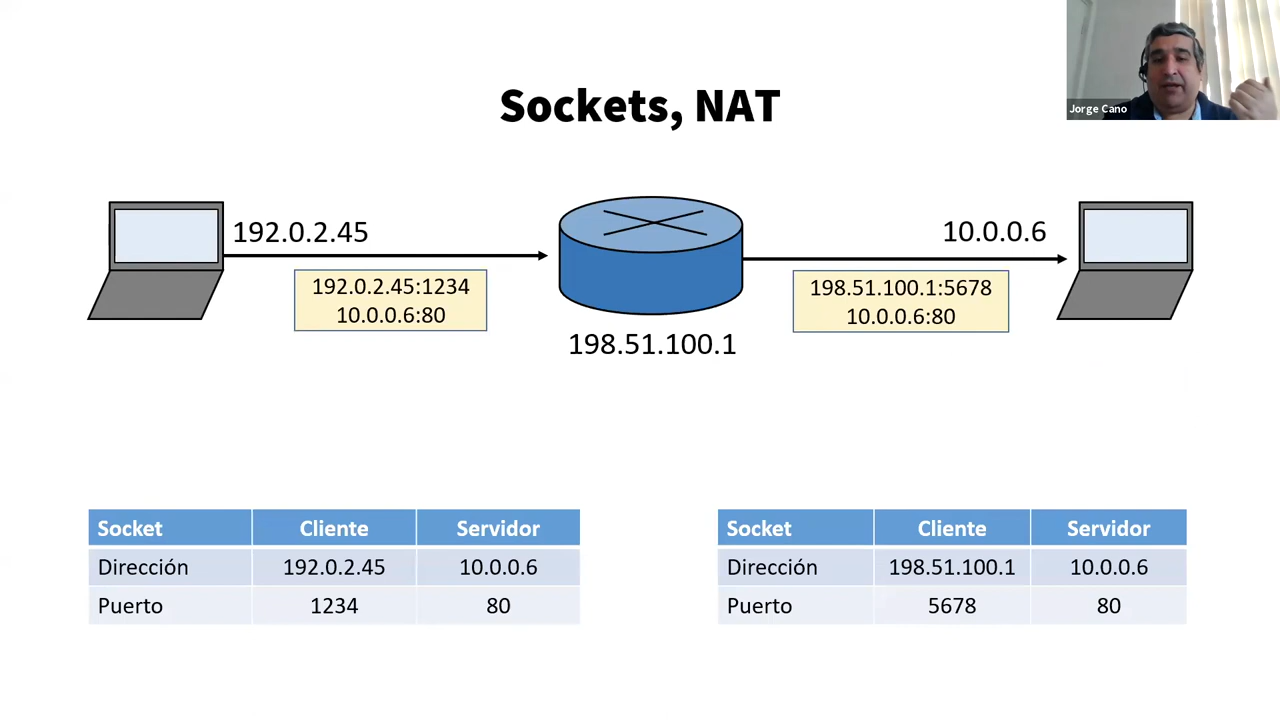 Jorge Cano
Sockets, NAT
192.0.2.45
10.0.0.6
192.0.2.45:1234
10.0.0.6:80
198.51.100.1:5678
10.0.0.6:80
198.51.100.1
Socket Cliente Servidor
Dirección 192.0.2.45 10.0.0.6
Puerto 1234 80
Socket Cliente Servidor
Dirección 198.51.100.1 10.0.0.6
Puerto 5678 80